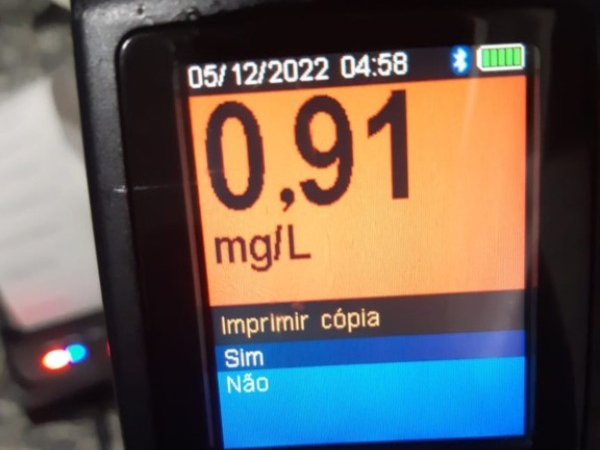 05/12/2022 04:58
0,91
mg/L
Imprimir cópia
Sim
Não